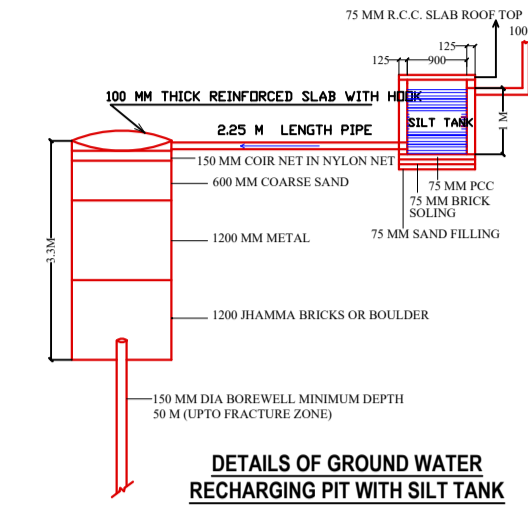 75 MM R.C.C. SLAB ROOF TOP
100
125
125
900
100 MM THICK REINFORCED SLAB WITH HOOK
SILT TANK
1 M
2.25 M LENGTH PIPE
150 MM COIR NET IN NYLON NET
600 MM COARSE SAND
75 MM PCC
75 MM BRICK
SOLING
75 MM SAND FILLING
3.3M
1200 MM METAL
1200 JHAMMA BRICKS OR BOULDER
150 MM DIA BOREWELL MINIMUM DEPTH
50 M (UPTO FRACTURE ZONE)
DETAILS OF GROUND WATER
RECHARGING PIT WITH SILT TANK